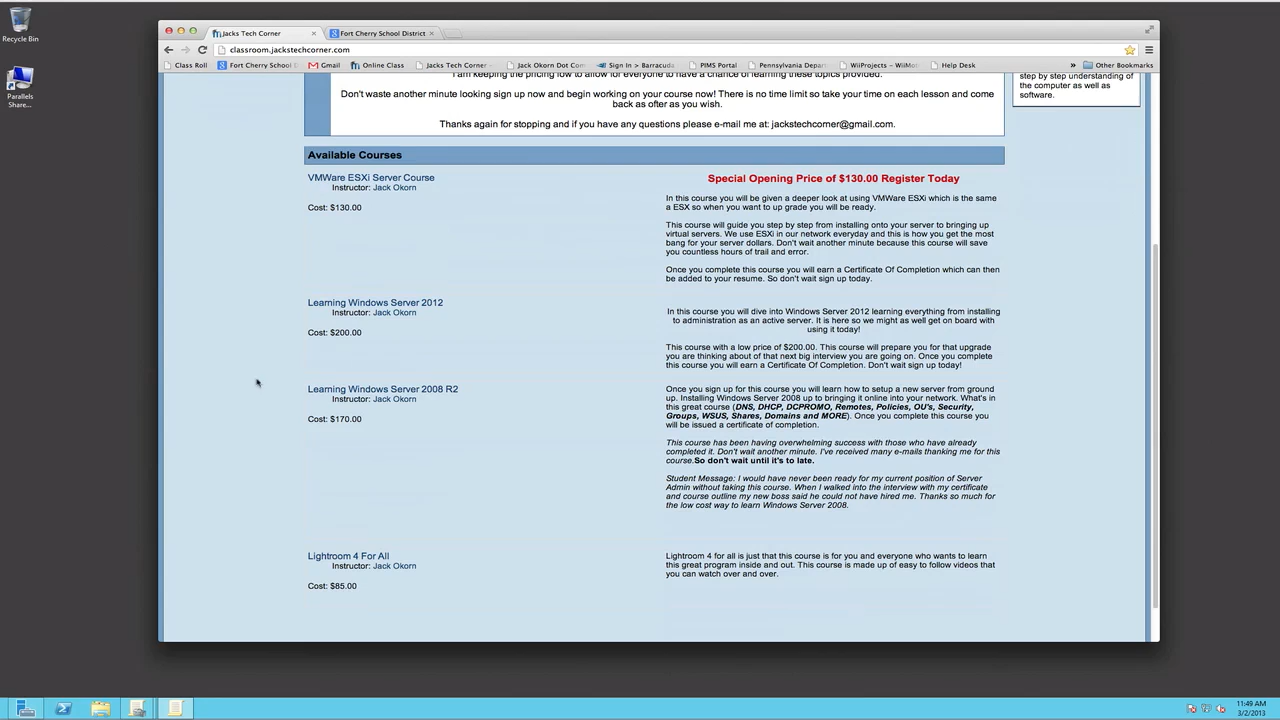 Recycle Bin
Parallels
Share...
Jacks Tech Corner
Fort Cherry School District
classroom.jackstechcorner.com
Class Roll
Fort Cherry School D
Gmail
Online Class
Jacks Tech Corner
Jack Okorn Dot Com
Sign In > Barracuda
PIMS Portal
Pennsylvania Depar
WiiProjects – WiiMo
Help Desk
»
Other Bookmarks
I am keeping the pricing low to allow for everyone to have a chance of learning these topics provided.
Don't waste another minute looking sign up now and begin working on your course now! There is no time limit so take your time on each lesson and come
back as ofter as you wish.
Thanks again for stopping and if you have any questions please e-mail me at: jackstechcorner@gmail.com.
step by step understanding of
the computer as well as
software.
Available Courses
VMWare ESXi Server Course
Instructor: Jack Okorn
Cost: $130.00
Special Opening Price of $130.00 Register Today
In this course you will be given a deeper look at using VMWare ESXi which is the same
a ESX so when you want to up grade you will be ready.
This course will guide you step by step from installing onto your server to bringing up
virtual servers. We use ESXi in our network everyday and this is how you get the most
bang for your server dollars. Don't wait another minute because this course will save
you countless hours of trail and error.
Once you complete this course you will earn a Certificate Of Completion which can then
be added to your resume. So don't wait sign up today.
Learning Windows Server 2012
Instructor: Jack Okorn
Cost: $200.00
In this course you will dive into Windows Server 2012 learning everything from installing
to administration as an active server. It is here so we might as well get on board with
using it today!
This course with a low price of $200.00. This course will prepare you for that upgrade
you are thinking about of that next big interview you are going on. Once you complete
this course you will earn a Certificate Of Completion. Don't wait sign up today!
Learning Windows Server 2008 R2
Instructor: Jack Okorn
Cost: $170.00
Once you sign up for this course you will learn how to setup a new server from ground
up. Installing Windows Server 2008 up to bringing it online into your network. What's in
this great course (DNS, DHCP, DCPROMO, Remotes, Policies, OU's, Security,
Groups, WSUS, Shares, Domains and MORE). Once you complete this course you
will be issued a certificate of completion.
This course has been having overwhelming success with those who have already
completed it. Don't wait another minute. I've received many e-mails thanking me for this
course.So don't wait until it's to late.
Student Message: I would have never been ready for my current position of Server
Admin without taking this course. When I walked into the interview with my certificate
and course outline my new boss said he could not have hired me. Thanks so much for
the low cost way to learn Windows Server 2008.
Lightroom 4 For All
Instructor: Jack Okorn
Cost: $85.00
Lightroom 4 for all is just that this course is for you and everyone who wants to learn
this great program inside and out. This course is made up of easy to follow videos that
you can watch over and over.
11:49 AM
3/2/2013